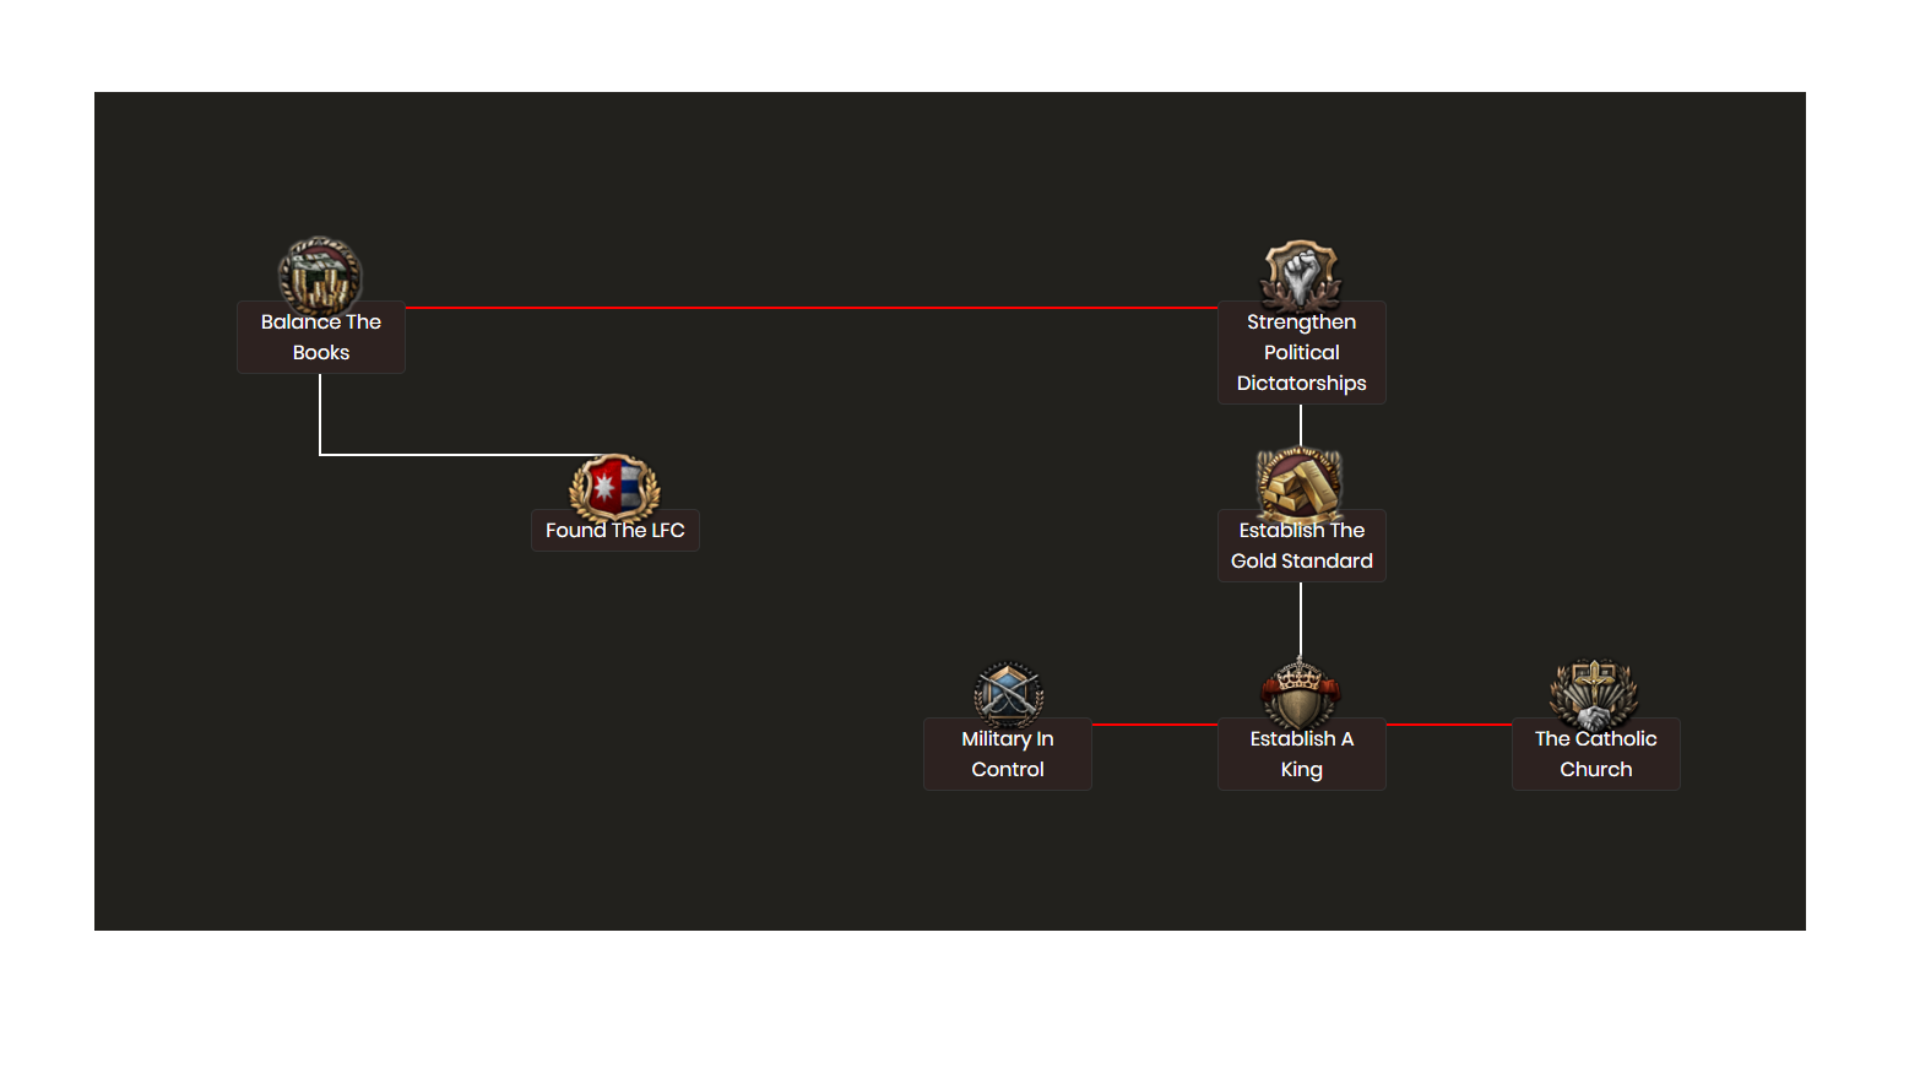 Balance The
Books
Strengthen
Political
Dictatorships
Found The LFC
Establish The
Gold Standard
Military In
Control
Establish A
King
The Catholic
Church